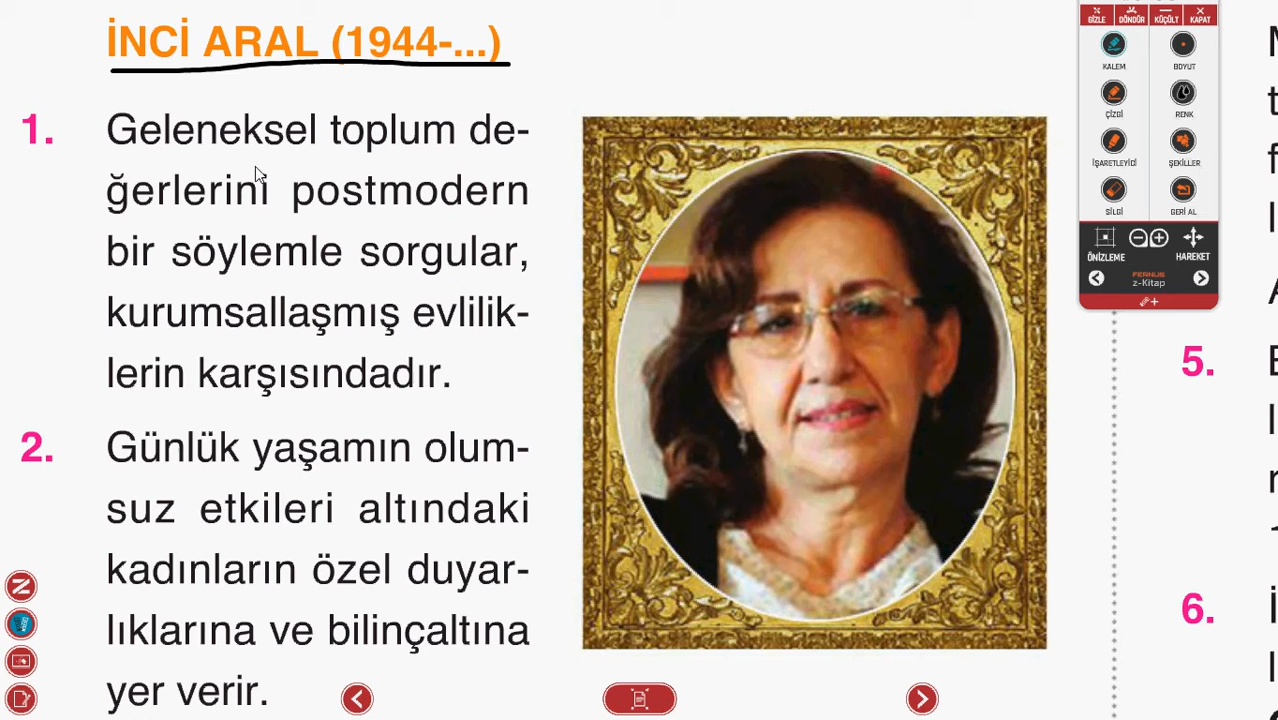 İNCİ ARAL (1944-...)
1. Geleneksel toplum de-
ğerlerini postmodern
bir söylemle sorgular,
kurumsallaşmış evlilik-
lerin karşısındadır.
2. Günlük yaşamın olum-
suz etkileri altındaki
kadınların özel duyar-
lıklarına ve bilinçaltına
yer verir.
5.
6.
GİZLE DÖNDÜR KÜÇÜLT KAPAT
KALEM BOYUT
ÇİZGİ RENK
İŞARETLEYİCİ ŞEKİLLER
SİLGİ GERİ AL
ÖNİZLEME HAREKET
FERNUS
z-Kitap